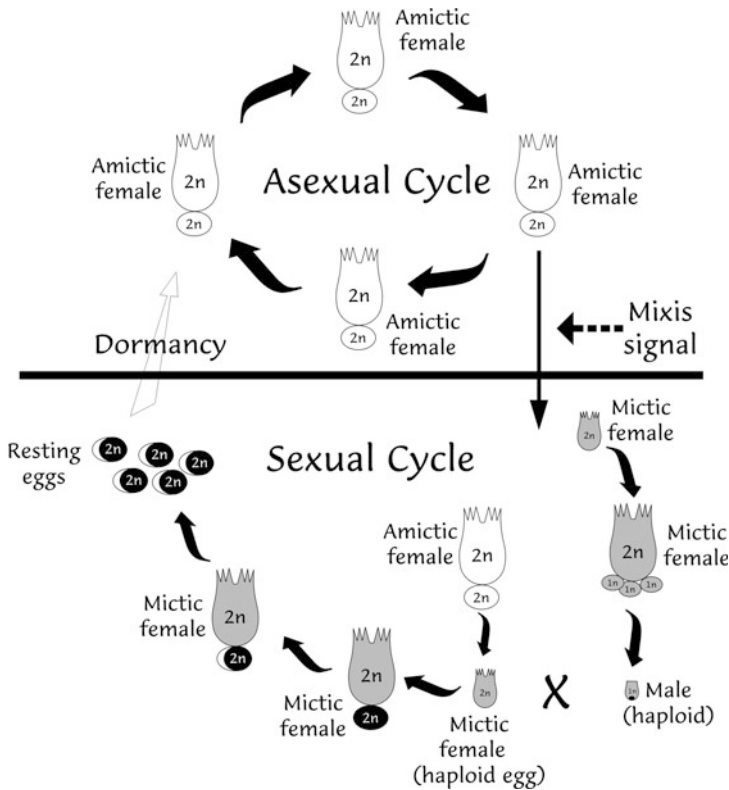 Amictic
female
2n
2n
Amictic
female
2n
2n
Asexual Cycle
2n
2n
Amictic
female
2n
2n
Amictic
female
Mixis
signal
Dormancy
Resting
eggs
2n
2n
2n
2n
2n
Sexual Cycle
Mictic
female
2n
Amictic
female
2n
2n
Mictic
female
2n
1n
1n
1n
Mictic
female
2n
2n
Mictic
female
2n
2n
2n
Mictic
female
(haploid egg)
X
1n
Male
(haploid)